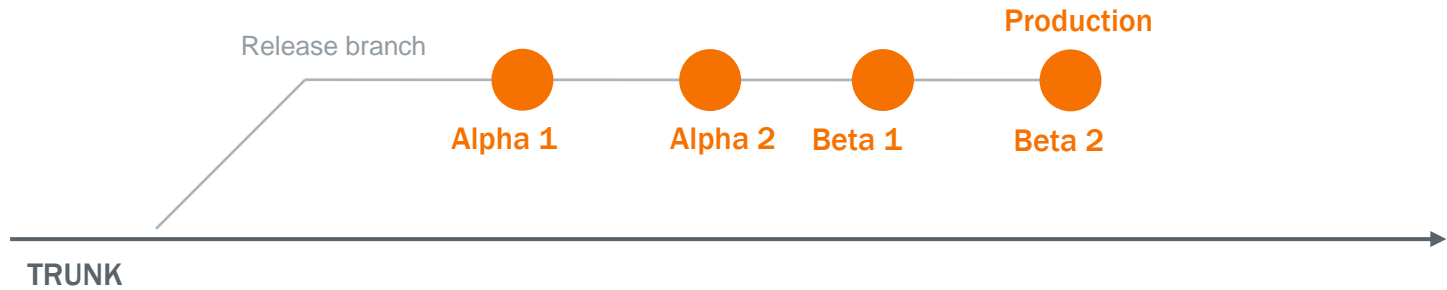 Production
Release branch
Alpha 1
Alpha 2
Beta 1
Beta 2
TRUNK